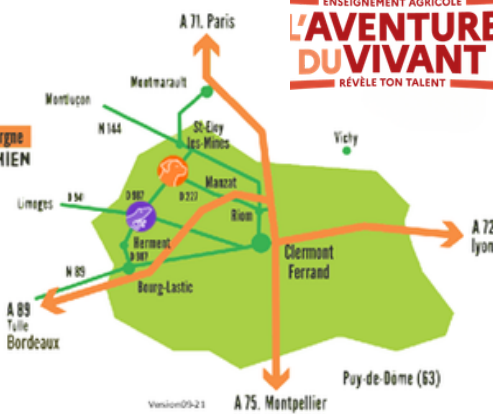 ENSEIGNEMENT AGRICOLE
L'AVENTURE
DU VIVANT
RÉVÈLE TON TALENT
A 71. Paris
Montmarault
Montluçon
N 144
St-Eloy
les-Mines
Vichy
Manzat
Limoges
D 941
D 987
D 227
Riom
A 72
lyon
Herment
D 987
Clermont
Ferrand
N 89
Bourg-Lastic
A 89
Tulle
Bordeaux
Puy-de-Dôme (63)
Version09-21
A 75. Montpellier